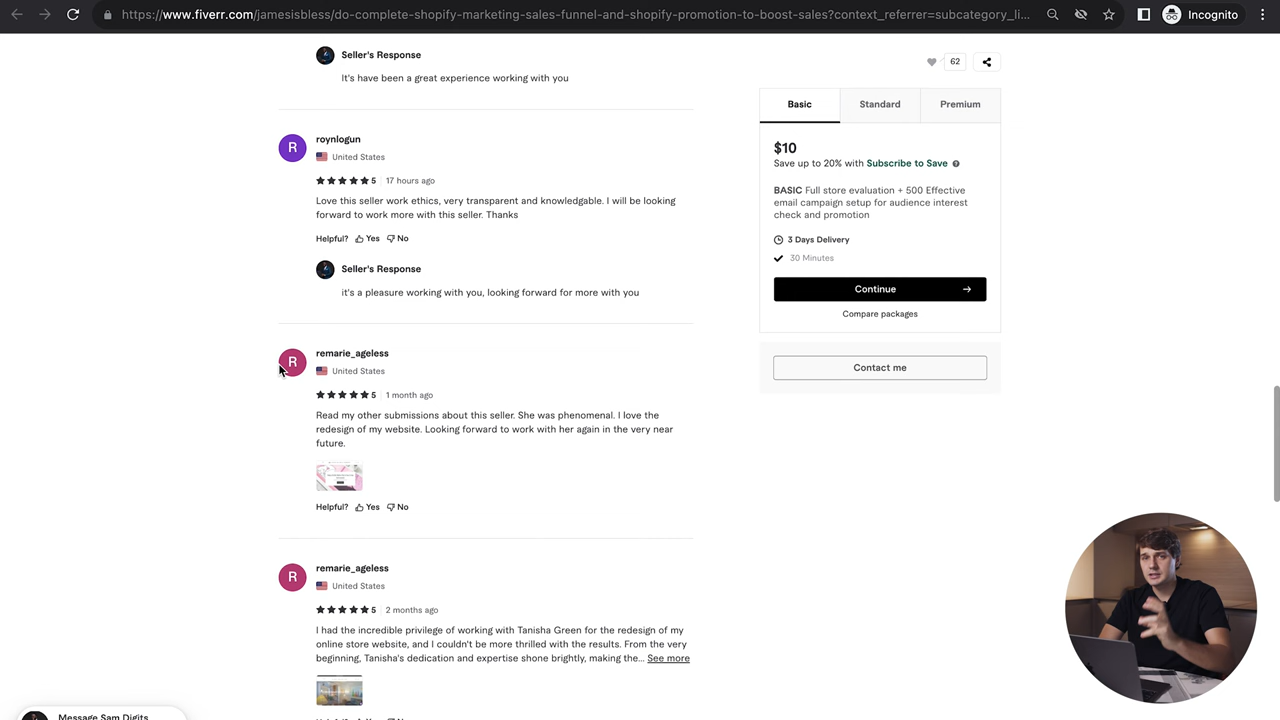 https://www.fiverr.com/jamesisbless/do-complete-shopify-marketing-sales-funnel-and-shopify-promotion-to-boost-sales?context_referrer=subcategory_li...
Incognito
Seller's Response
It's have been a great experience working with you
R
roynlogun
United States
5 | 17 hours ago
Love this seller work ethics, very transparent and knowledgable. I will be looking
forward to work more with this seller. Thanks
Helpful? Yes No
Seller's Response
it's a pleasure working with you, looking forward for more with you
R
remarie_ageless
United States
5 | 1 month ago
Read my other submissions about this seller. She was phenomenal. I love the
redesign of my website. Looking forward to work with her again in the very near
future.
Helpful? Yes No
R
remarie_ageless
United States
5 | 2 months ago
I had the incredible privilege of working with Tanisha Green for the redesign of my
online store website, and I couldn't be more thrilled with the results. From the very
beginning, Tanisha's dedication and expertise shone brightly, making the... See more
62
Basic Standard Premium
$10
Save up to 20% with Subscribe to Save
BASIC Full store evaluation + 500 Effective
email campaign setup for audience interest
check and promotion
3 Days Delivery
30 Minutes
Continue
Compare packages
Contact me
Message Sam Digits